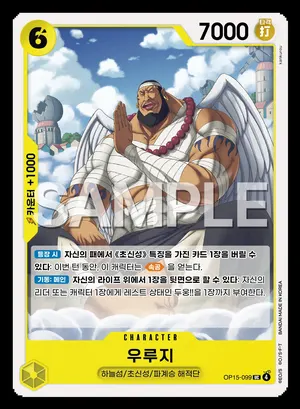 6
7000
타격
打
카운터 +1000
SAMPLE
등장 시 자신의 패에서 《초신성》 특징을 가진 카드 1장을 버릴 수
있다: 이번 턴 동안, 이 캐릭터는 속공 을 얻는다.
기동: 메인 자신의 라이프 위에서 1장을 뒷면으로 할 수 있다: 자신의
리더 또는 캐릭터 1장에게 레스트 상태인 두웅!!을 1장까지 부여한다.
CHARACTER
우루지
하늘섬/초신성/파계승 해적단
OP15-099 UC